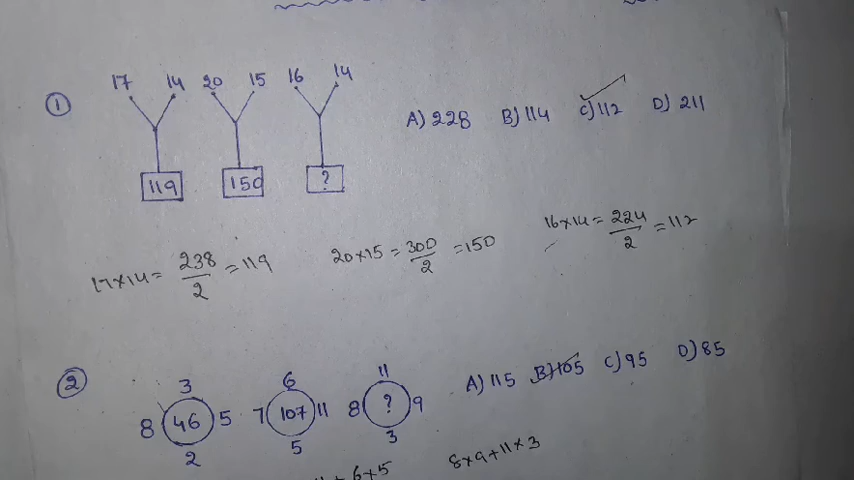 17 14 20 15 16 14
① A) 228 B) 114 C) 112 D) 211
119 150 ?
17×14 = 238/2 = 119 20×15 = 300/2 = 150 16×14 = 224/2 = 112
② 3 6 11 A) 115 B) 105 C) 95 D) 85
8 46 5 7 107 11 8 ? 9
2 5 3
+ 6×5 8×9+11×3